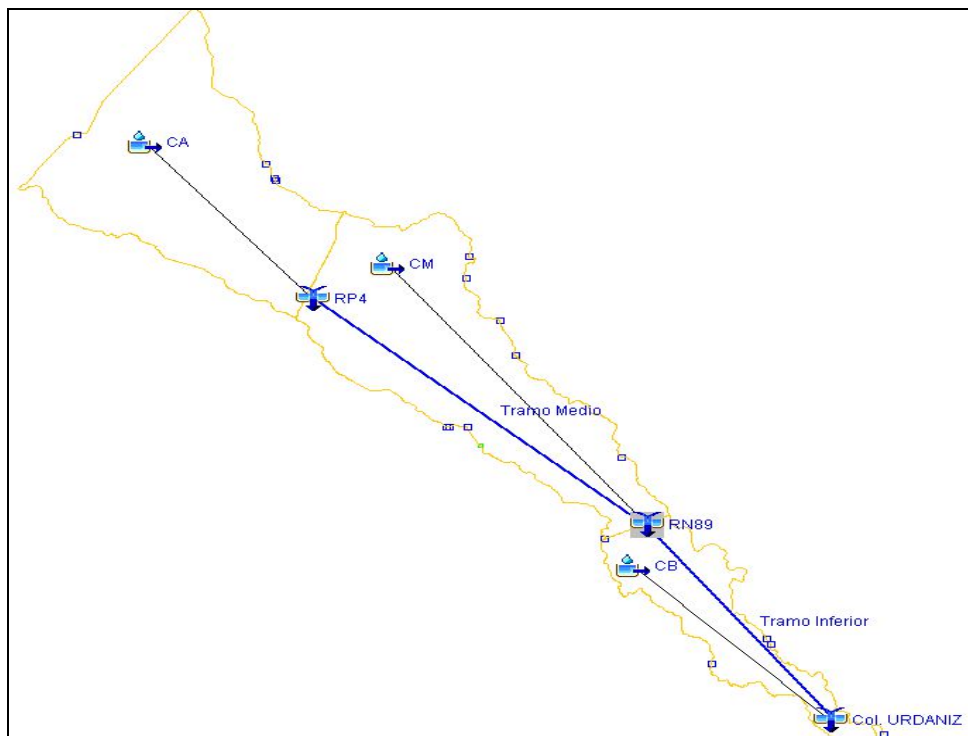 CA
CM
RP4
Tramo Medio
RN89
CB
Tramo Inferior
Col. URDANIZ